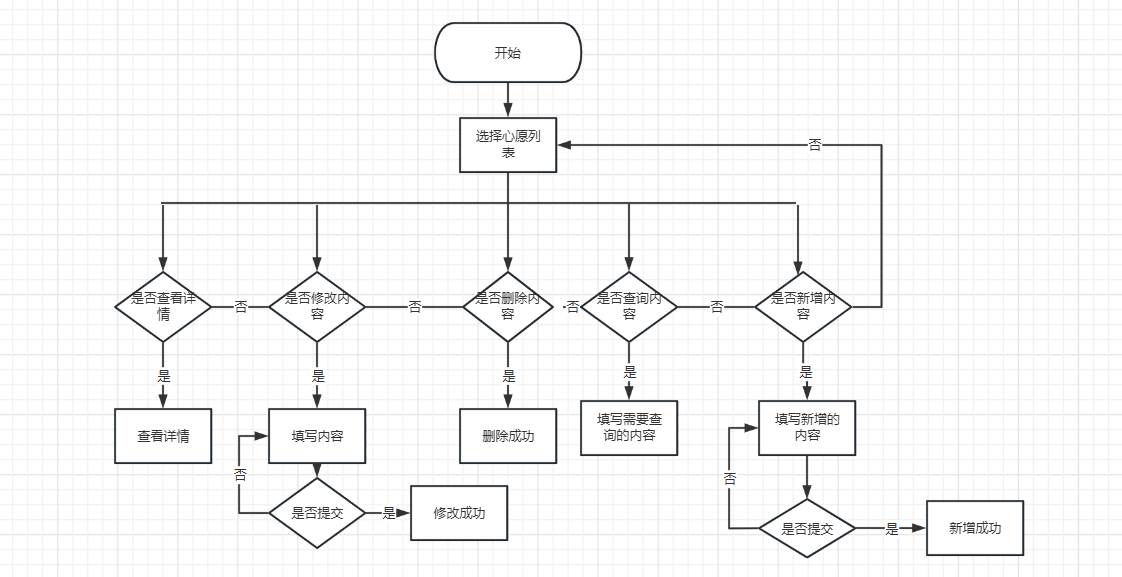 开始
选择心愿列
表
否
是否查看详
情
否
是否修改内
容
否
是否删除内
容
否
是否查询内
容
否
是否新增内
容
是
是
是
是
是
查看详情
填写内容
删除成功
填写需要查
询的内容
填写新增的
内容
否
否
是否提交
是
修改成功
是否提交
是
新增成功